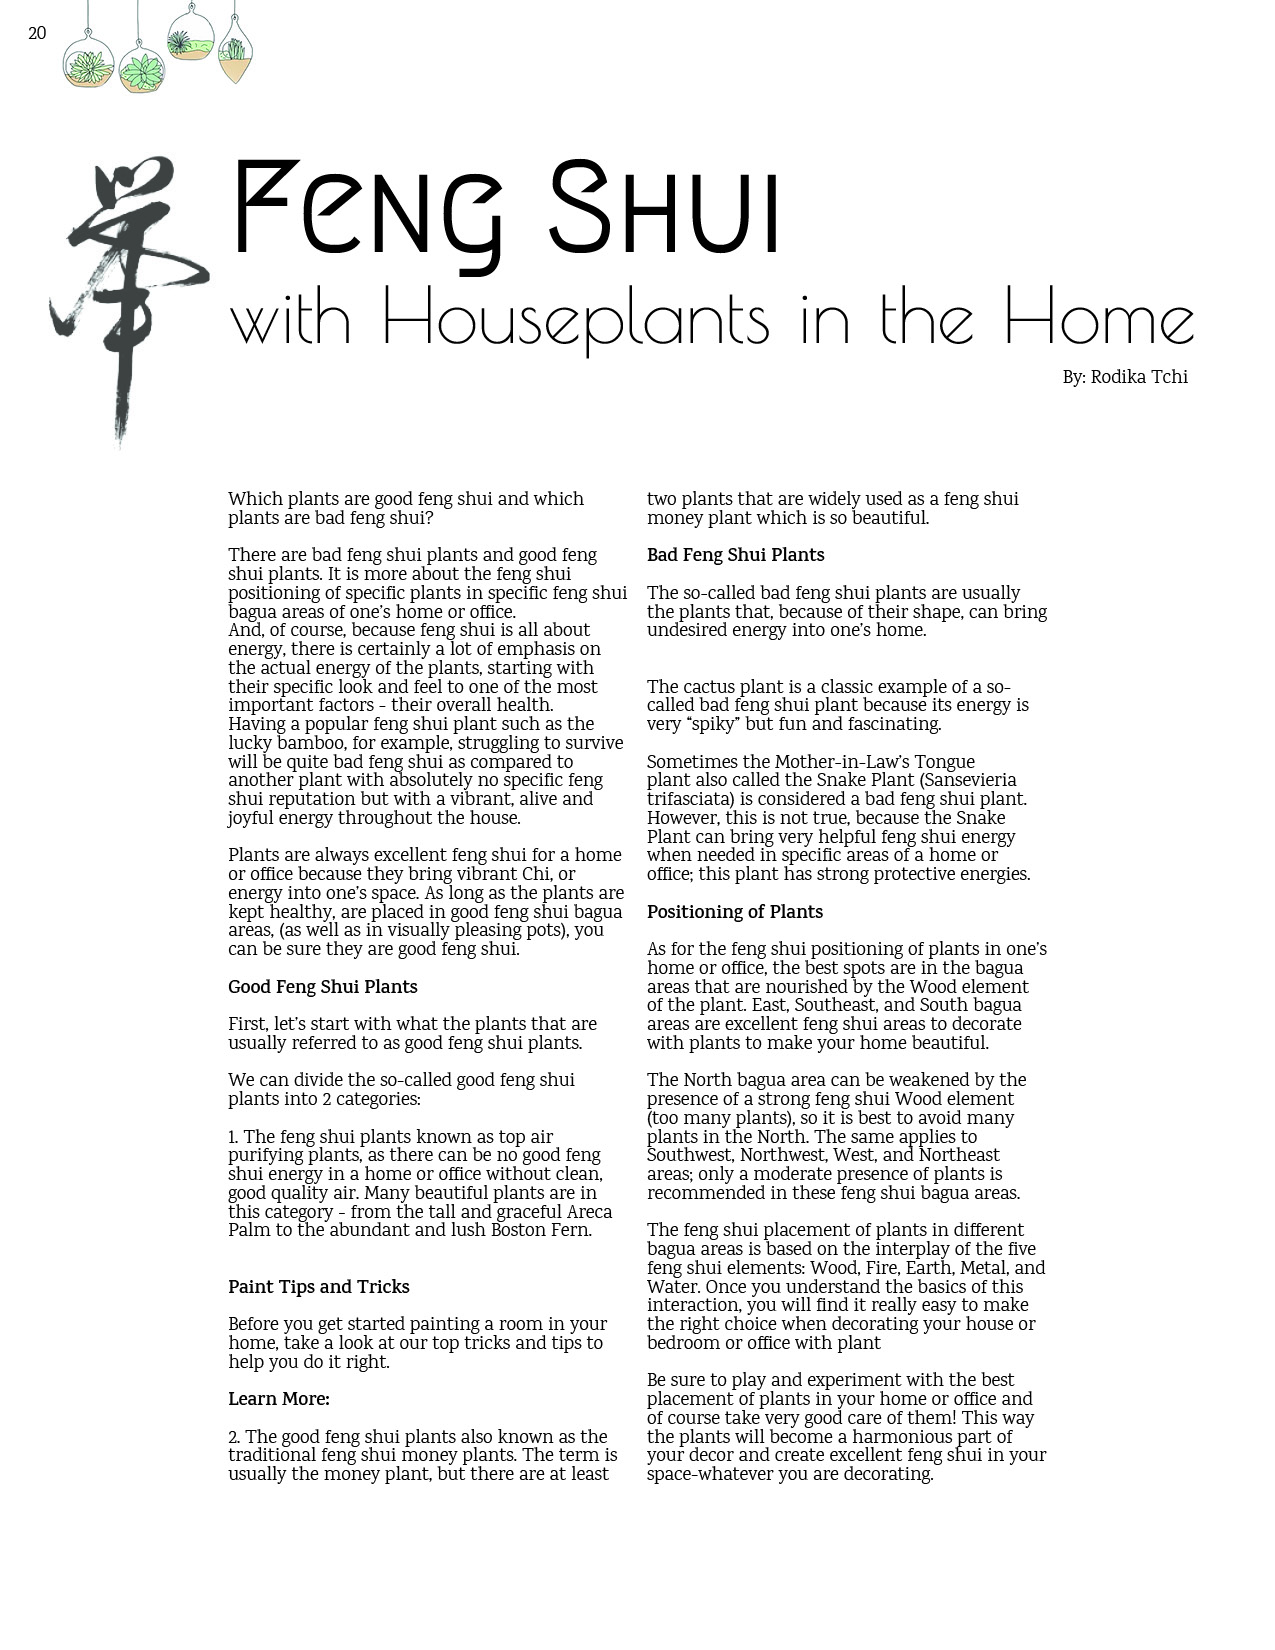 20
Feng Shui
with Houseplants in the Home
By: Rodika Tchi
Which plants are good feng shui and which
plants are bad feng shui?
There are bad feng shui plants and good feng
shui plants. It is more about the feng shui
positioning of specific plants in specific feng shui
bagua areas of one's home or office.
And, of course, because feng shui is all about
energy, there is certainly a lot of emphasis on
the actual energy of the plants, starting with
their specific look and feel to one of the most
important factors - their overall health.
Having a popular feng shui plant such as the
lucky bamboo, for example, struggling to survive
will be quite bad feng shui as compared to
another plant with absolutely no specific feng
shui reputation but with a vibrant, alive and
joyful energy throughout the house.
Plants are always excellent feng shui for a home
or office because they bring vibrant Chi, or
energy into one's space. As long as the plants are
kept healthy, are placed in good feng shui bagua
areas, (as well as in visually pleasing pots), you
can be sure they are good feng shui.
Good Feng Shui Plants
First, let's start with what the plants that are
usually referred to as good feng shui plants.
We can divide the so-called good feng shui
plants into 2 categories:
1. The feng shui plants known as top air
purifying plants, as there can be no good feng
shui energy in a home or office without clean,
good quality air. Many beautiful plants are in
this category - from the tall and graceful Areca
Palm to the abundant and lush Boston Fern.
Paint Tips and Tricks
Before you get started painting a room in your
home, take a look at our top tricks and tips to
help you do it right.
Learn More:
2. The good feng shui plants also known as the
traditional feng shui money plants. The term is
usually the money plant, but there are at least
two plants that are widely used as a feng shui
money plant which is so beautiful.
Bad Feng Shui Plants
The so-called bad feng shui plants are usually
the plants that, because of their shape, can bring
undesired energy into one's home.
The cactus plant is a classic example of a so-
called bad feng shui plant because its energy is
very “spiky” but fun and fascinating.
Sometimes the Mother-in-Law's Tongue
plant also called the Snake Plant (Sansevieria
trifasciata) is considered a bad feng shui plant.
However, this is not true, because the Snake
Plant can bring very helpful feng shui energy
when needed in specific areas of a home or
office; this plant has strong protective energies.
Positioning of Plants
As for the feng shui positioning of plants in one's
home or office, the best spots are in the bagua
areas that are nourished by the Wood element
of the plant. East, Southeast, and South bagua
areas are excellent feng shui areas to decorate
with plants to make your home beautiful.
The North bagua area can be weakened by the
presence of a strong feng shui Wood element
(too many plants), so it is best to avoid many
plants in the North. The same applies to
Southwest, Northwest, West, and Northeast
areas; only a moderate presence of plants is
recommended in these feng shui bagua areas.
The feng shui placement of plants in different
bagua areas is based on the interplay of the five
feng shui elements: Wood, Fire, Earth, Metal, and
Water. Once you understand the basics of this
interaction, you will find it really easy to make
the right choice when decorating your house or
bedroom or office with plant
Be sure to play and experiment with the best
placement of plants in your home or office and
of course take very good care of them! This way
the plants will become a harmonious part of
your decor and create excellent feng shui in your
space-whatever you are decorating.